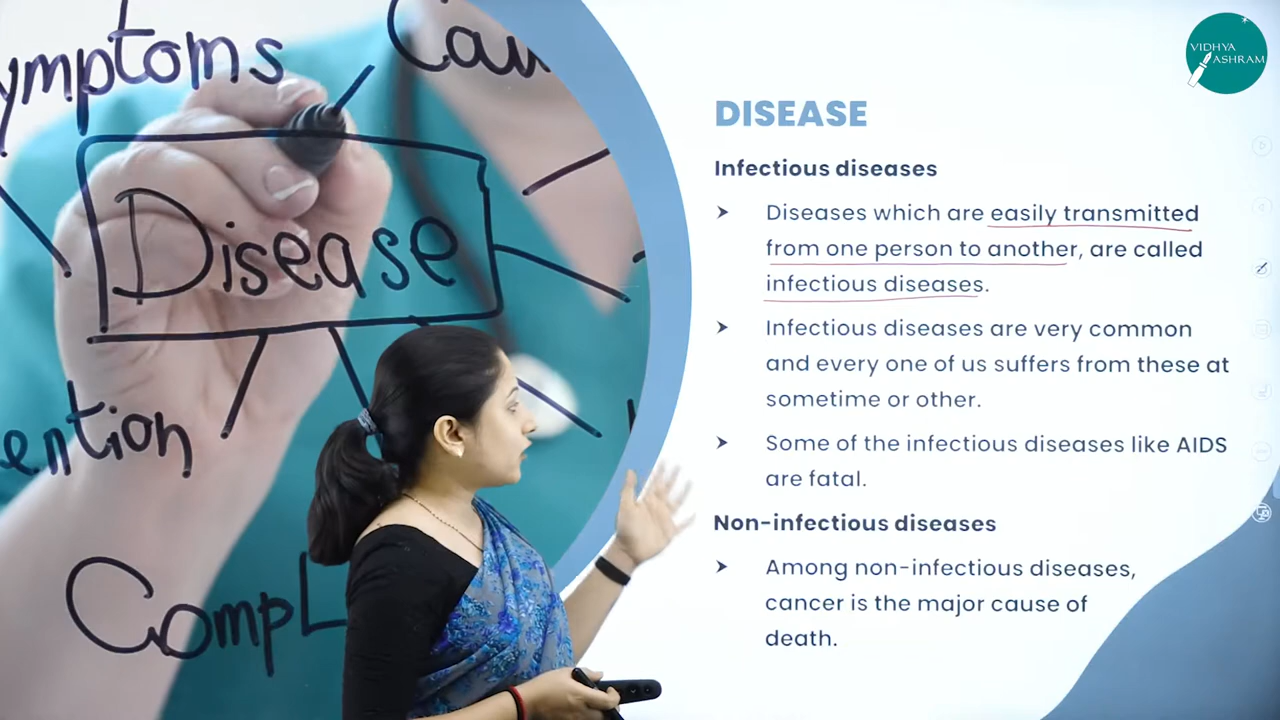 ymptoms
Cau
Disease
ention
Compl
VIDHYA
ASHRAM
DISEASE
Infectious diseases
Diseases which are easily transmitted
from one person to another, are called
infectious diseases.
Infectious diseases are very common
and every one of us suffers from these at
sometime or other.
Some of the infectious diseases like AIDS
are fatal.
Non-infectious diseases
Among non-infectious diseases,
cancer is the major cause of
death.